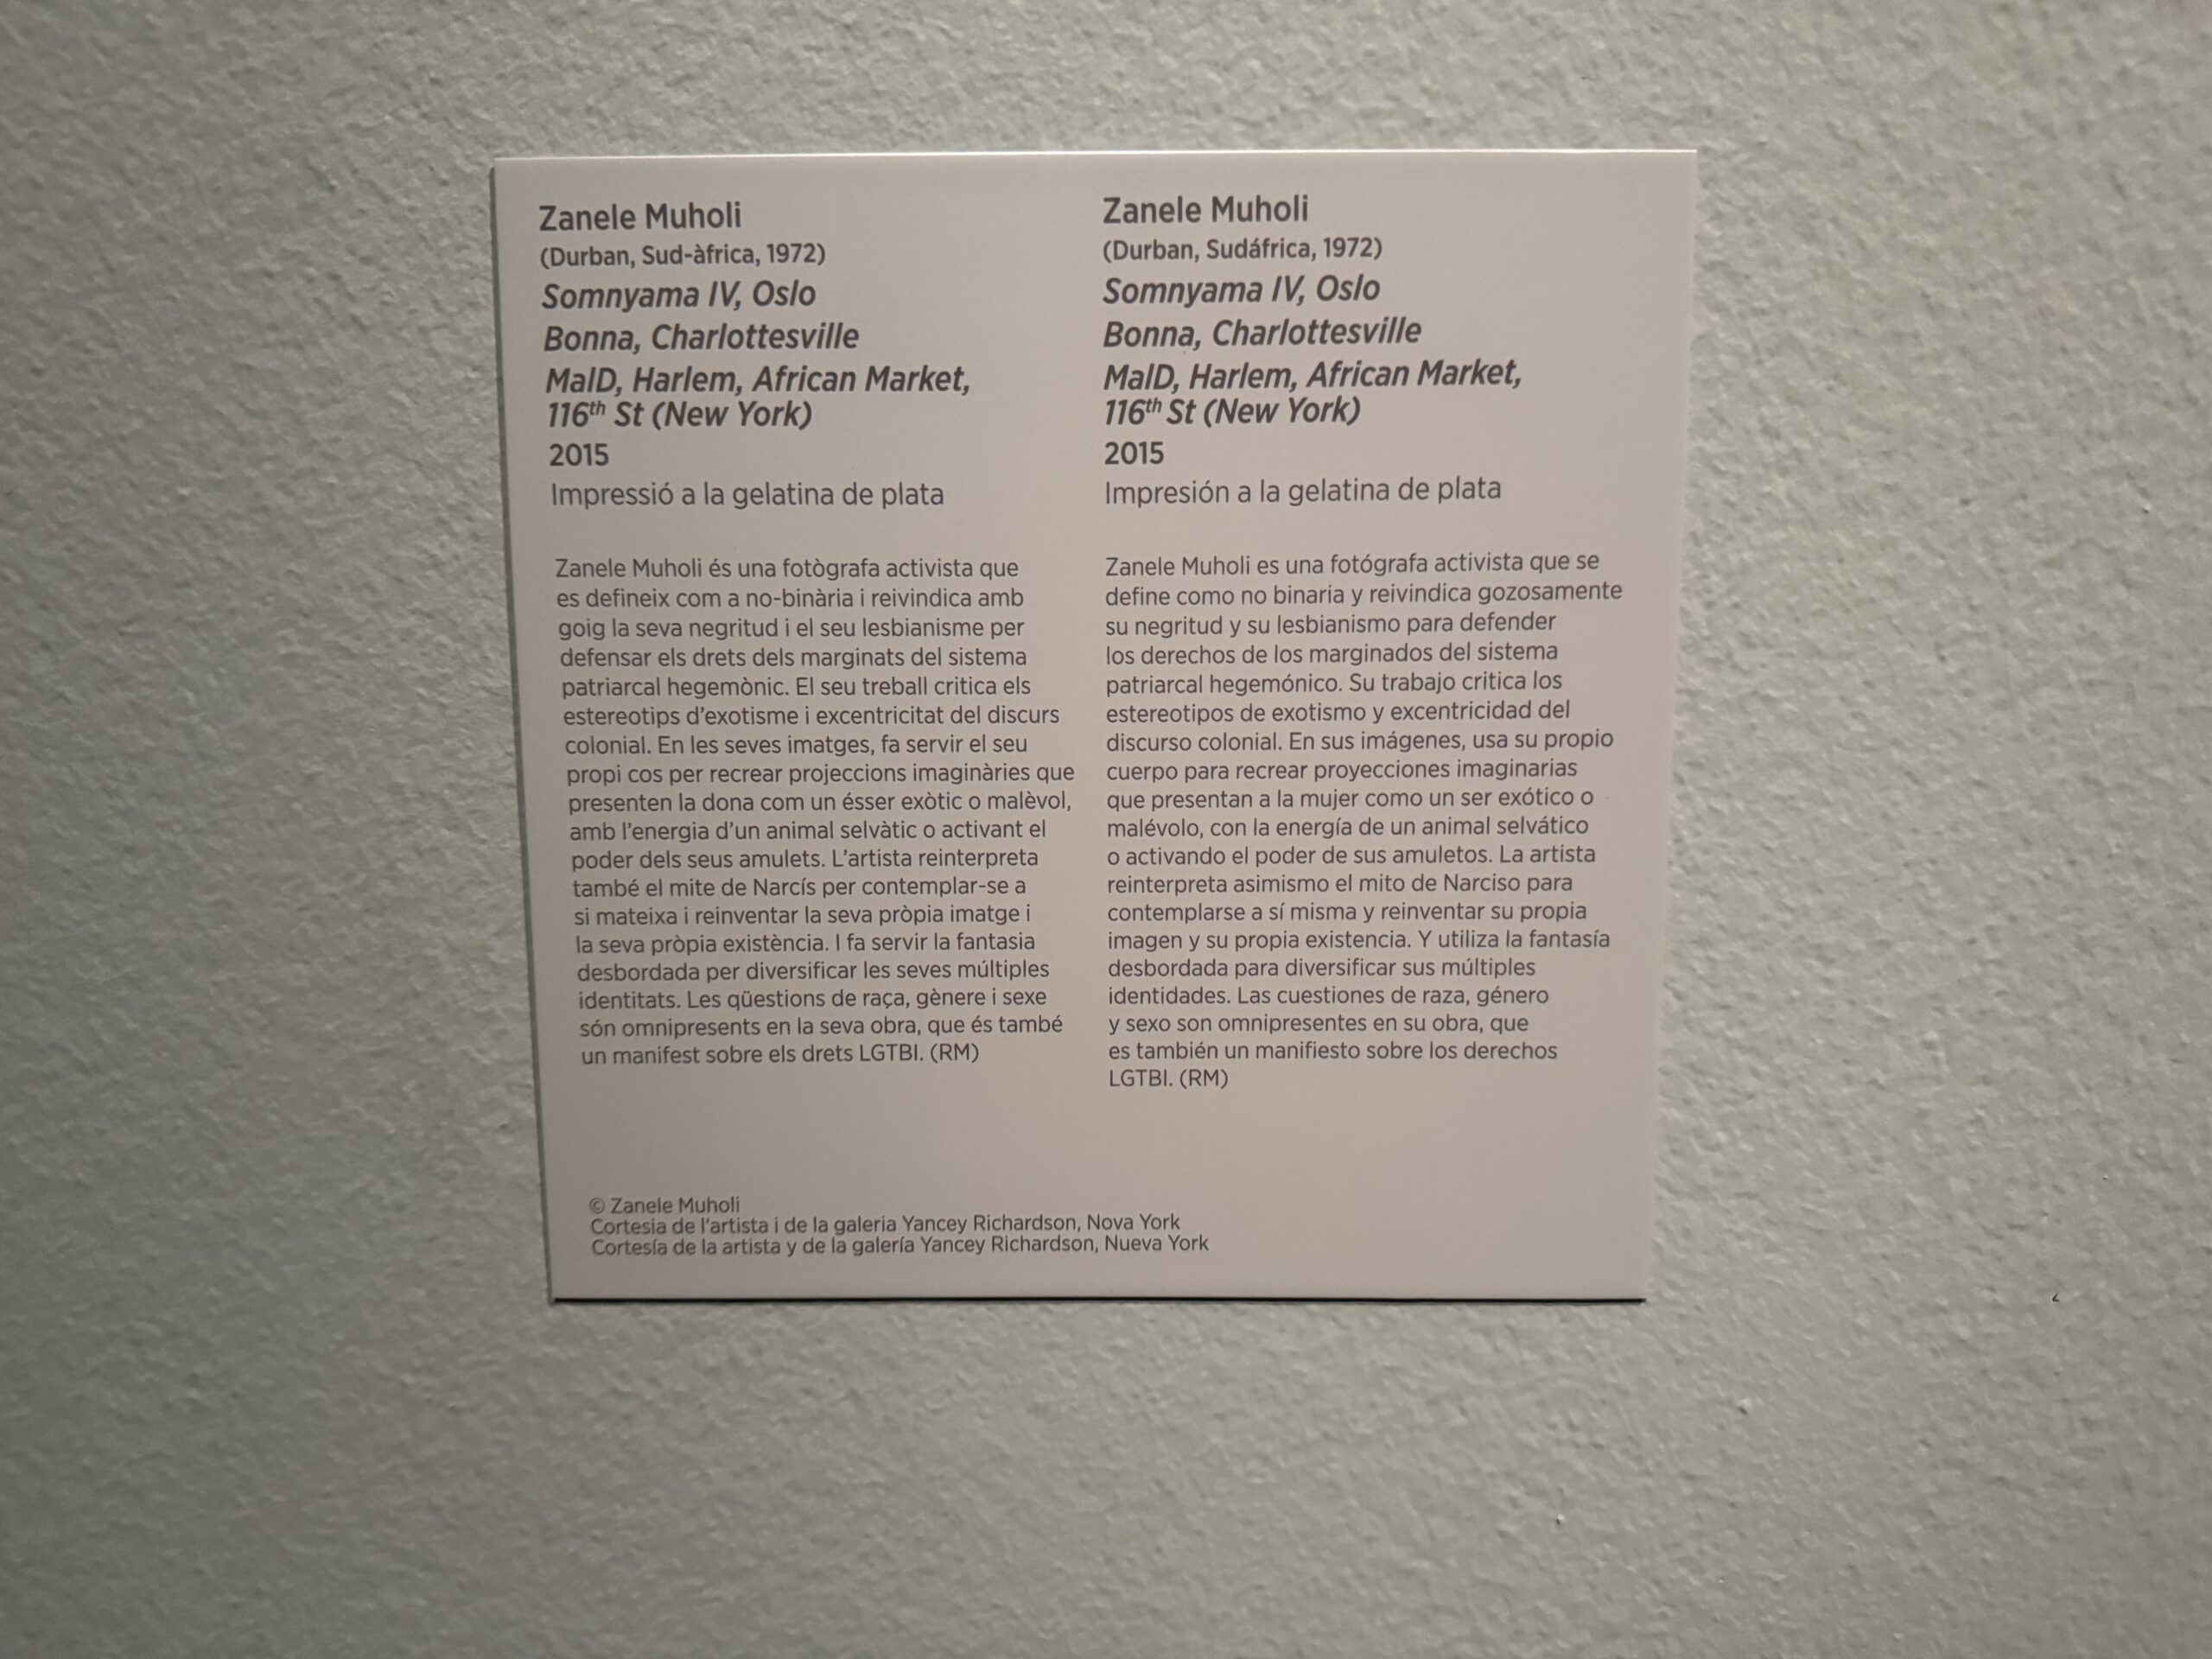 Zanele Muholi
(Durban, Sud-àfrica, 1972)
Somnyama IV, Oslo
Bonna, Charlottesville
MaID, Harlem, African Market,
116th St (New York)
2015
Impressió a la gelatina de plata
Zanele Muholi és una fotògrafa activista que
es defineix com a no-binària i reivindica amb
goig la seva negritud i el seu lesbianisme per
defensar els drets dels marginats del sistema
patriarcal hegemònic. El seu treball critica els
estereotips d'exotisme i excentricitat del discurs
colonial. En les seves imatges, fa servir el seu
propi cos per recrear projeccions imaginàries que
presenten la dona com un ésser exòtic o malèvol,
amb l'energia d'un animal selvàtic o activant el
poder dels seus amulets. L'artista reinterpreta
també el mite de Narcís per contemplar-se a
si mateixa i reinventar la seva pròpia imatge i
la seva pròpia existència. I fa servir la fantasia
desbordada per diversificar les seves múltiples
identitats. Les qüestions de raça, gènere i sexe
són omnipresents en la seva obra, que és també
un manifest sobre els drets LGTBI. (RM)
Zanele Muholi
(Durban, Sudáfrica, 1972)
Somnyama IV, Oslo
Bonna, Charlottesville
MaID, Harlem, African Market,
116th St (New York)
2015
Impresión a la gelatina de plata
Zanele Muholi es una fotógrafa activista que se
define como no binaria y reivindica gozosamente
su negritud y su lesbianismo para defender
los derechos de los marginados del sistema
patriarcal hegemónico. Su trabajo critica los
estereotipos de exotismo y excentricidad del
discurso colonial. En sus imágenes, usa su propio
cuerpo para recrear proyecciones imaginarias
que presentan a la mujer como un ser exótico o
malévolo, con la energía de un animal selvático
o activando el poder de sus amuletos. La artista
reinterpreta asimismo el mito de Narciso para
contemplarse a sí misma y reinventar su propia
imagen y su propia existencia. Y utiliza la fantasía
desbordada para diversificar sus múltiples
identidades. Las cuestiones de raza, género
y sexo son omnipresentes en su obra, que
es también un manifiesto sobre los derechos
LGTBI. (RM)
© Zanele Muholi
Cortesia de l'artista i de la galeria Yancey Richardson, Nova York
Cortesía de la artista y de la galería Yancey Richardson, Nueva York